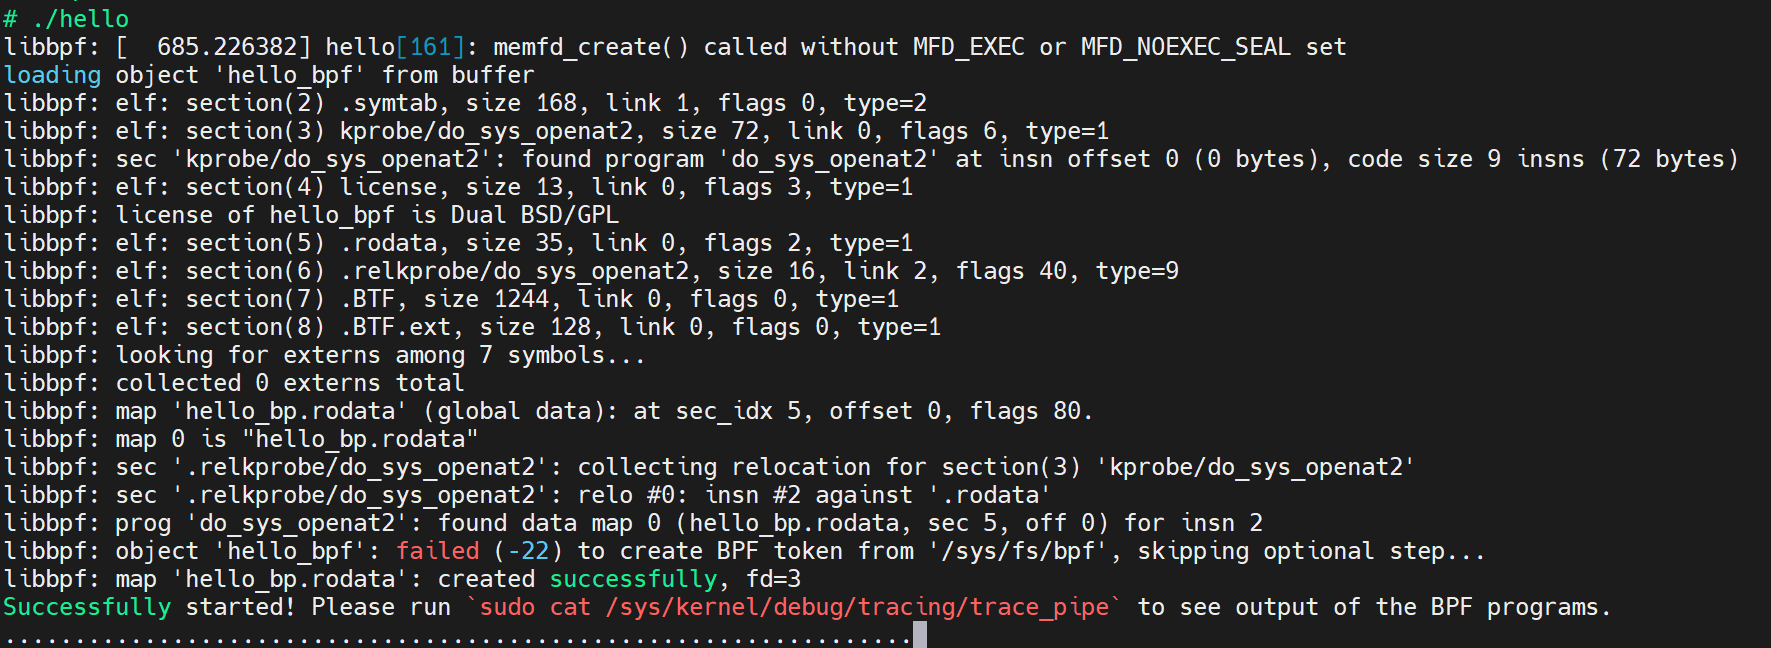 # ./hello
libbpf: [  685.226382] hello[161]: memfd_create() called without MFD_EXEC or MFD_NOEXEC_SEAL set
loading object 'hello_bpf' from buffer
libbpf: elf: section(2) .symtab, size 168, link 1, flags 0, type=2
libbpf: elf: section(3) kprobe/do_sys_openat2, size 72, link 0, flags 6, type=1
libbpf: sec 'kprobe/do_sys_openat2': found program 'do_sys_openat2' at insn offset 0 (0 bytes), code size 9 insns (72 bytes)
libbpf: elf: section(4) license, size 13, link 0, flags 3, type=1
libbpf: license of hello_bpf is Dual BSD/GPL
libbpf: elf: section(5) .rodata, size 35, link 0, flags 2, type=1
libbpf: elf: section(6) .relkprobe/do_sys_openat2, size 16, link 2, flags 40, type=9
libbpf: elf: section(7) .BTF, size 1244, link 0, flags 0, type=1
libbpf: elf: section(8) .BTF.ext, size 128, link 0, flags 0, type=1
libbpf: looking for externs among 7 symbols...
libbpf: collected 0 externs total
libbpf: map 'hello_bp.rodata' (global data): at sec_idx 5, offset 0, flags 80.
libbpf: map 0 is "hello_bp.rodata"
libbpf: sec '.relkprobe/do_sys_openat2': collecting relocation for section(3) 'kprobe/do_sys_openat2'
libbpf: sec '.relkprobe/do_sys_openat2': relo #0: insn #2 against '.rodata'
libbpf: prog 'do_sys_openat2': found data map 0 (hello_bp.rodata, sec 5, off 0) for insn 2
libbpf: object 'hello_bpf': failed (-22) to create BPF token from '/sys/fs/bpf', skipping optional step...
libbpf: map 'hello_bp.rodata': created successfully, fd=3
Successfully started! Please run `sudo cat /sys/kernel/debug/tracing/trace_pipe` to see output of the BPF programs.
.................................................................